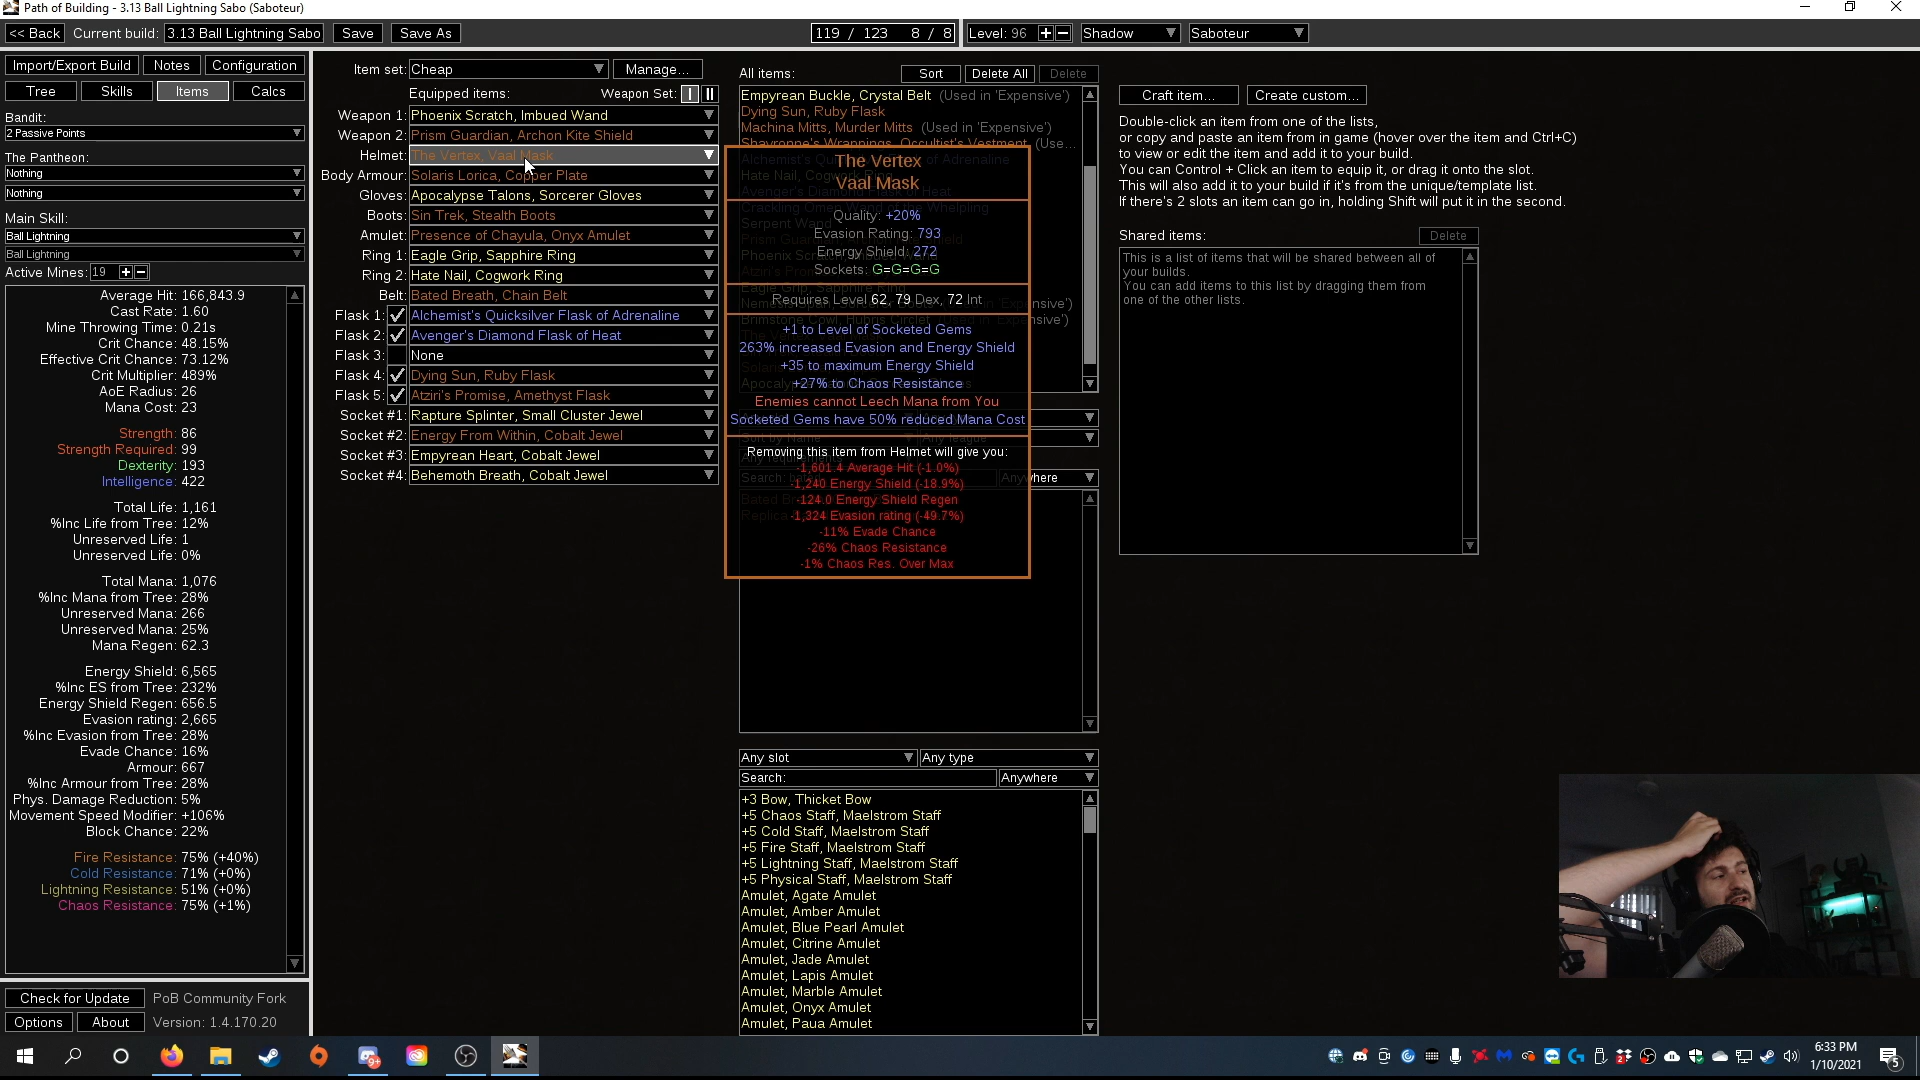 Path of Building - 3.13 Ball Lightning Sabo (Saboteur)
<< Back
Current build: 3.13 Ball Lightning Sabo
Save
Save As
119 / 123 8 / 8
Level: 96
Shadow
Saboteur
Import/Export Build
Notes
Configuration
Tree
Skills
Items
Calcs
Bandit:
2 Passive Points
The Pantheon:
Nothing
Nothing
Main Skill:
Ball Lightning
Ball Lightning
Active Mines: 19
Average Hit: 166,843.9
Cast Rate: 1.60
Mine Throwing Time: 0.21s
Crit Chance: 48.15%
Effective Crit Chance: 73.12%
Crit Multiplier: 489%
AoE Radius: 26
Mana Cost: 23
Strength: 86
Strength Required: 99
Dexterity: 193
Intelligence: 422
Total Life: 1,161
%Inc Life from Tree: 12%
Unreserved Life: 1
Unreserved Life: 0%
Total Mana: 1,076
%Inc Mana from Tree: 28%
Unreserved Mana: 266
Unreserved Mana: 25%
Mana Regen: 62.3
Energy Shield: 6,565
%Inc ES from Tree: 232%
Energy Shield Regen: 656.5
Evasion rating: 2,665
%Inc Evasion from Tree: 28%
Evade Chance: 16%
Armour: 667
%Inc Armour from Tree: 28%
Phys. Damage Reduction: 5%
Movement Speed Modifier: +106%
Block Chance: 22%
Fire Resistance: 75% (+40%)
Cold Resistance: 71% (+0%)
Lightning Resistance: 51% (+0%)
Chaos Resistance: 75% (+1%)
Check for Update
PoB Community Fork
Options
About
Version: 1.4.170.20
Item set: Cheap
Manage...
Equipped items:
Weapon Set: I II
Weapon 1: Phoenix Scratch, Imbued Wand
Weapon 2: Prism Guardian, Archon Kite Shield
Helmet: The Vertex, Vaal Mask
Body Armour: Solaris Lorica, Copper Plate
Gloves: Apocalypse Talons, Sorcerer Gloves
Boots: Sin Trek, Stealth Boots
Amulet: Presence of Chayula, Onyx Amulet
Ring 1: Eagle Grip, Sapphire Ring
Ring 2: Hate Nail, Cogwork Ring
Belt: Bated Breath, Chain Belt
Flask 1: Alchemist's Quicksilver Flask of Adrenaline
Flask 2: Avenger's Diamond Flask of Heat
Flask 3: None
Flask 4: Dying Sun, Ruby Flask
Flask 5: Atziri's Promise, Amethyst Flask
Socket #1: Rapture Splinter, Small Cluster Jewel
Socket #2: Energy From Within, Cobalt Jewel
Socket #3: Empyrean Heart, Cobalt Jewel
Socket #4: Behemoth Breath, Cobalt Jewel
All items:
Sort
Delete All
Delete
Empyrean Buckle, Crystal Belt (Used in 'Expensive')
Dying Sun, Ruby Flask
Machina Mitts, Murder Mitts (Used in 'Expensive')
Shavronne's Wrappings, Occultist's Vestment (Use...
The Vertex
Vaal Mask
Quality: +20%
Evasion Rating: 793
Energy Shield: 272
Sockets: G=G=G=G
Requires Level 62, 79 Dex, 72 Int
+1 to Level of Socketed Gems
263% increased Evasion and Energy Shield
+35 to maximum Energy Shield
+27% to Chaos Resistance
Enemies cannot Leech Mana from You
Socketed Gems have 50% reduced Mana Cost
Removing this item from Helmet will give you:
-1,601.4 Average Hit (-1.0%)
-1,240 Energy Shield (-18.9%)
-124.0 Energy Shield Regen
-1,324 Evasion rating (-49.7%)
-11% Evade Chance
-26% Chaos Resistance
-1% Chaos Res. Over Max
Any slot
Any type
Search:
Anywhere
+3 Bow, Thicket Bow
+5 Chaos Staff, Maelstrom Staff
+5 Cold Staff, Maelstrom Staff
+5 Fire Staff, Maelstrom Staff
+5 Lightning Staff, Maelstrom Staff
+5 Physical Staff, Maelstrom Staff
Amulet, Agate Amulet
Amulet, Amber Amulet
Amulet, Blue Pearl Amulet
Amulet, Citrine Amulet
Amulet, Jade Amulet
Amulet, Lapis Amulet
Amulet, Marble Amulet
Amulet, Onyx Amulet
Amulet, Paua Amulet
Craft item...
Create custom...
Double-click an item from one of the lists,
or copy and paste an item from in game (hover over the item and Ctrl+C)
to view or edit the item and add it to your build.
You can Control + Click an item to equip it, or drag it onto the slot.
This will also add it to your build if it's from the unique/template list.
If there's 2 slots an item can go in, holding Shift will put it in the second.
Shared items:
Delete
This is a list of items that will be shared between all of
your builds.
You can add items to this list by dragging them from
one of the other lists.
6:33 PM
1/10/2021